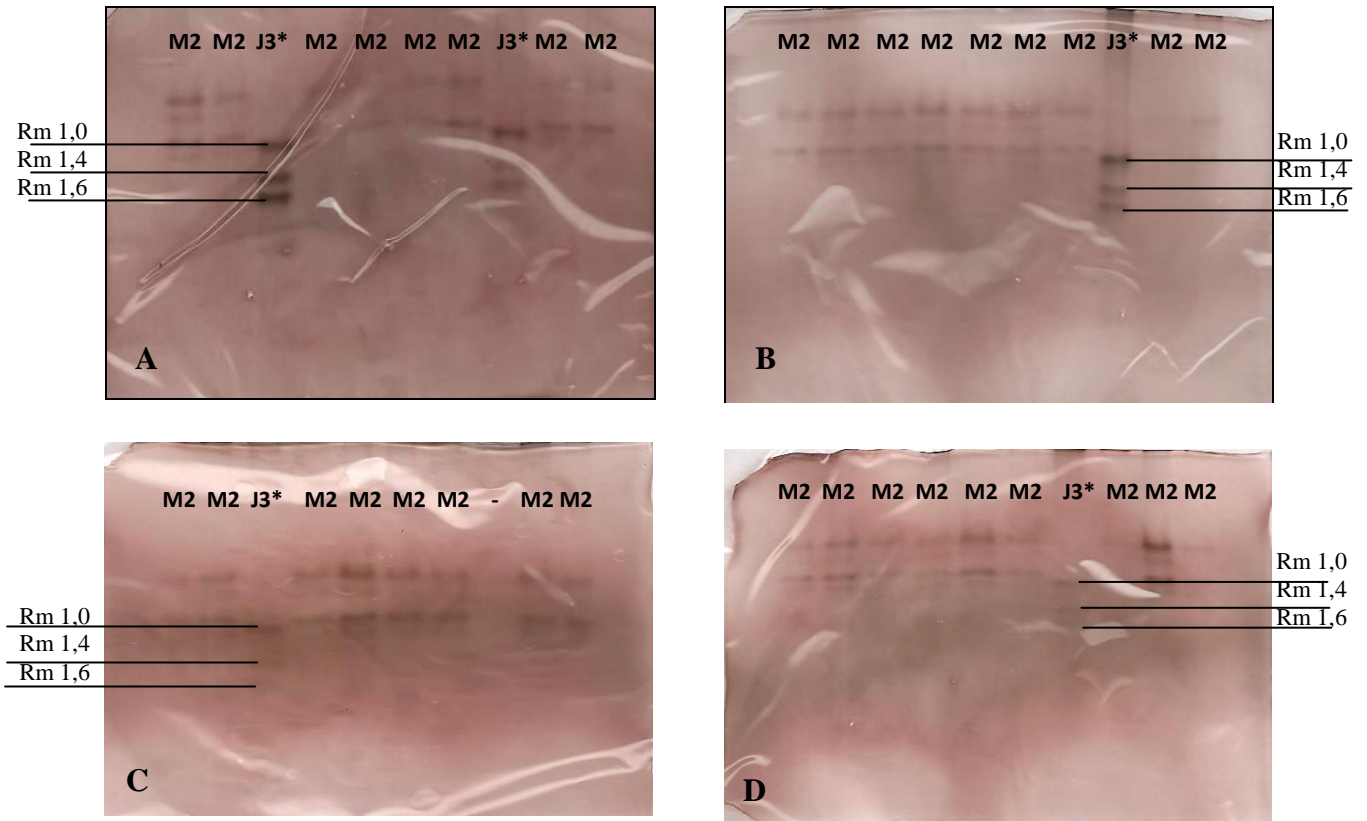 M2 M2 J3* M2 M2 M2 M2 J3* M2 M2
Rm 1,0
Rm 1,4
Rm 1,6
A
M2 M2 M2 M2 M2 M2 M2 J3* M2 M2
Rm 1,0
Rm 1,4
Rm 1,6
B
M2 M2 J3* M2 M2 M2 M2 - M2 M2
Rm 1,0
Rm 1,4
Rm 1,6
C
M2 M2 M2 M2 M2 M2 J3* M2 M2 M2
Rm 1,0
Rm 1,4
Rm 1,6
D